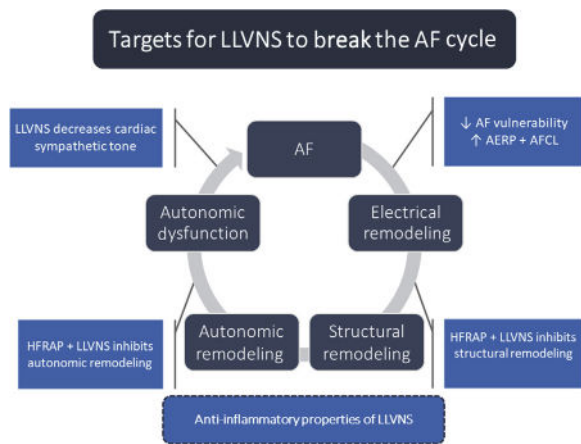 Targets for LLVNS to break the AF cycle
LLVNS decreases cardiac
sympathetic tone
↓ AF vulnerability
↑ AERP + AFCL
AF
Autonomic
dysfunction
Electrical
remodeling
HFRAP + LLVNS inhibits
autonomic remodeling
Autonomic
remodeling
Structural
remodeling
HFRAP + LLVNS inhibits
structural remodeling
Anti-inflammatory properties of LLVNS